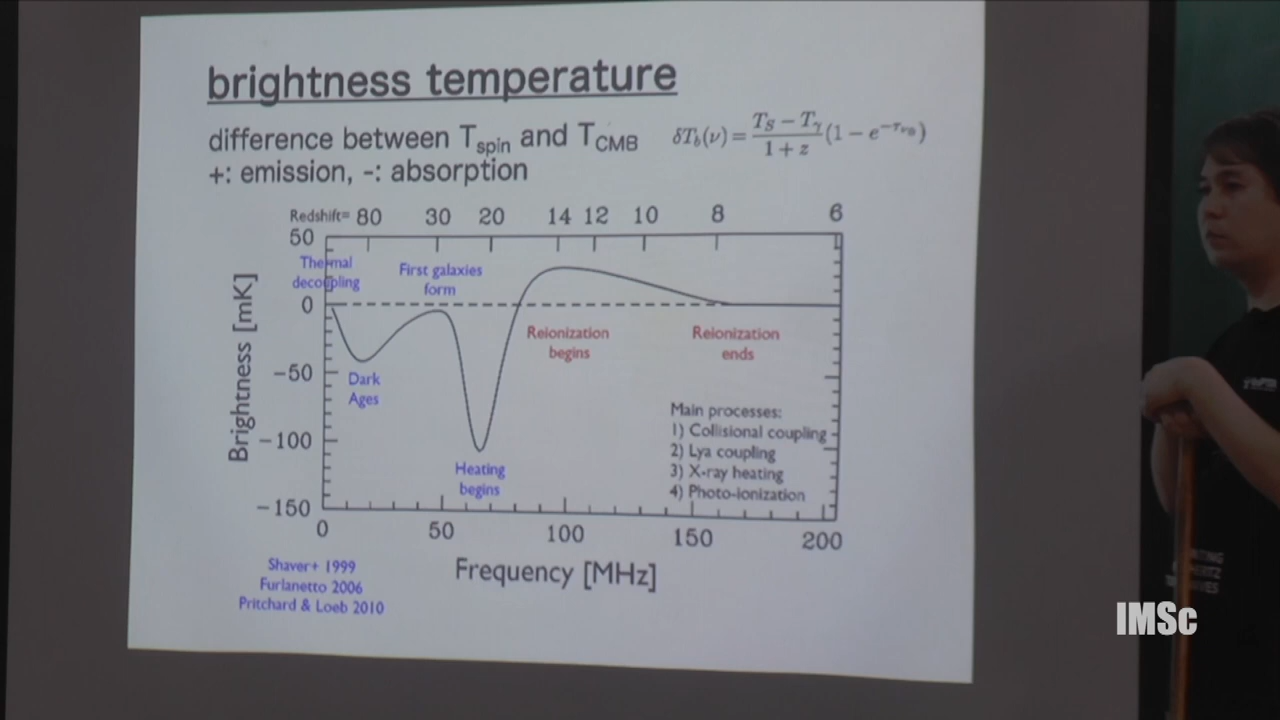 brightness temperature
difference between T_spin and T_CMB
δT_b(ν) = (T_S − T_γ)/(1 + z) (1 − e^{−τ_ν0})
+: emission, -: absorption
Redshift= 80 30 20 14 12 10 8 6
50
0
−50
−100
−150
Brightness [mK]
Thermal
decoupling
First galaxies
form
Dark
Ages
Heating
begins
Reionization
begins
Reionization
ends
Main processes:
1) Collisional coupling
2) Lya coupling
3) X-ray heating
4) Photo-ionization
0 50 100 150 200
Frequency [MHz]
Shaver+ 1999
Furlanetto 2006
Pritchard & Loeb 2010
IMSc